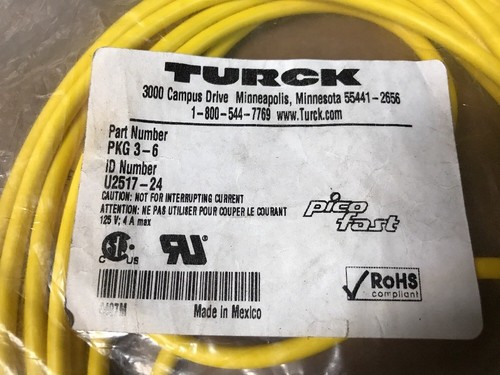 TURCK
3000 Campus Drive Minneapolis, Minnesota 55441-2656
1-800-544-7769 www.Turck.com
Part Number
PKG 3-6
ID Number
U2517-24
CAUTION: NOT FOR INTERRUPTING CURRENT
ATTENTION: NE PAS UTILISER POUR COUPER LE COURANT
125 V; 4 A max
pico fast
C US
RoHS
compliant
Made in Mexico